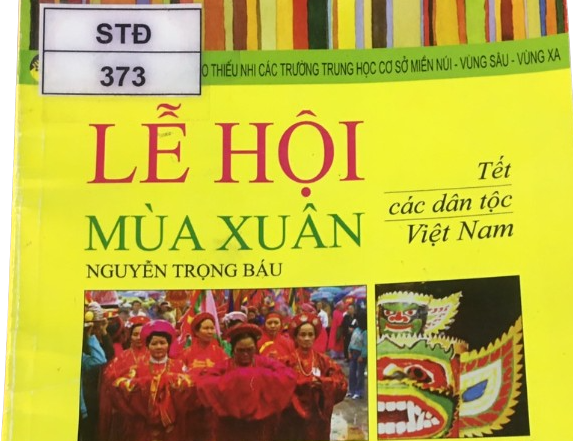 STĐ
373
THIẾU NHI CÁC TRƯỜNG TRUNG HỌC CƠ SỞ MIỀN NÚI - VÙNG SÂU - VÙNG XA
LỄ HỘI
MÙA XUÂN
NGUYỄN TRỌNG BÁU
Tết
các dân tộc
Việt Nam